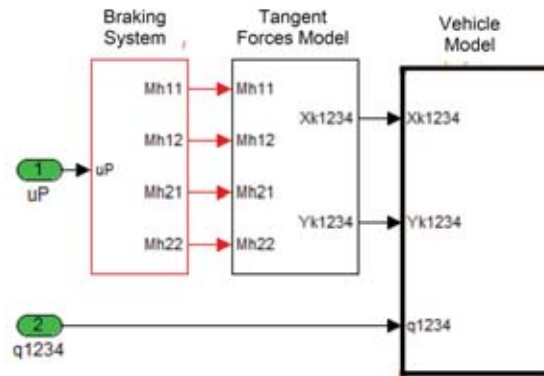 Braking
System
Tangent
Forces Model
Vehicle
Model
1
uP
uP
Mh11
Mh12
Mh21
Mh22
Mh11
Mh12
Mh21
Mh22
Xk1234
Yk1234
Xk1234
Yk1234
q1234
2
q1234